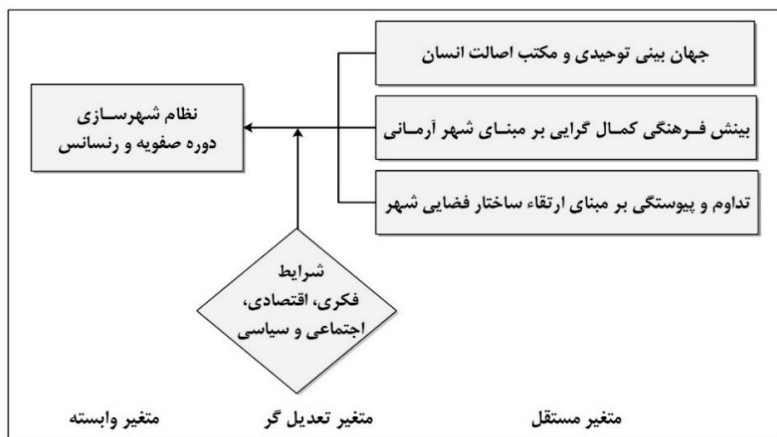 جهان بینی توحیدی و مکتب اصالت انسان
بینش فرهنگی کمال گرایی بر مبنای شهر آرمانی
تداوم و پیوستگی بر مبنای ارتقاء ساختار فضایی شهر
نظام شهرسازی
دوره صفویه و رنسانس
شرایط
فکری، اقتصادی،
اجتماعی و سیاسی
متغیر مستقل
متغیر تعدیل گر
متغیر وابسته